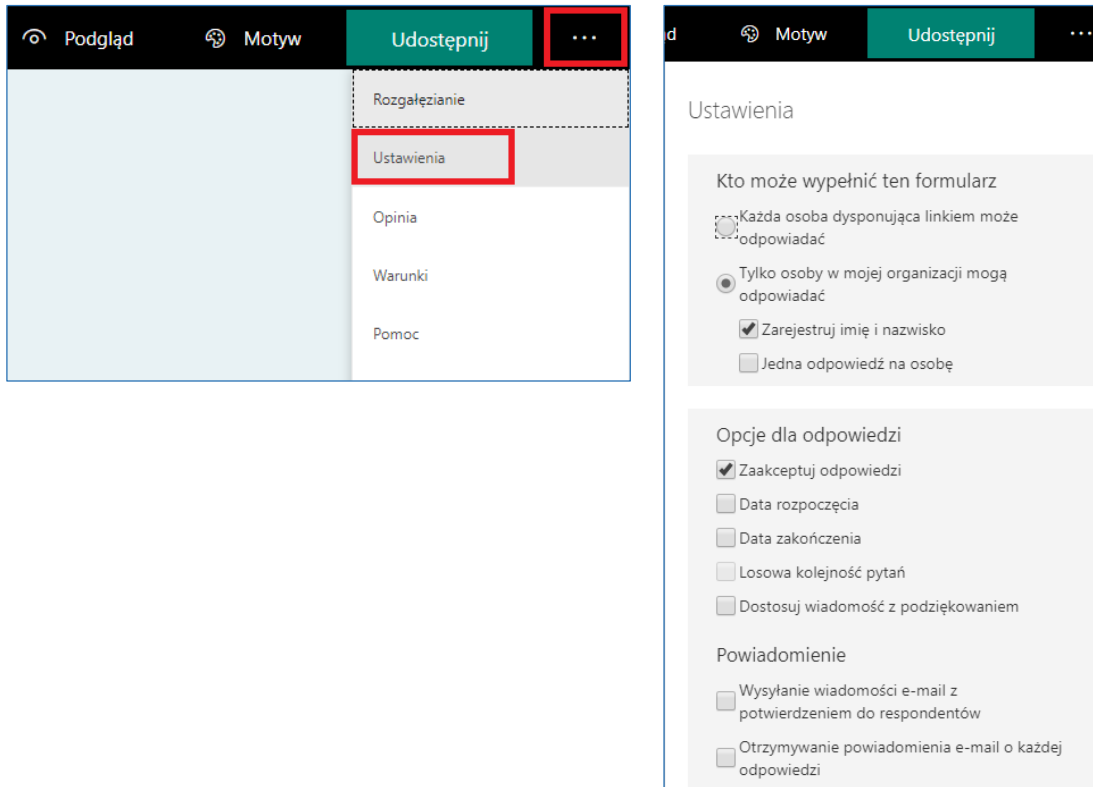 Podgląd Motyw Udostępnij ...
Rozgałęzianie
Ustawienia
Opinia
Warunki
Pomoc
d Motyw Udostępnij ...
Ustawienia
Kto może wypełnić ten formularz
Każda osoba dysponująca linkiem może
odpowiadać
Tylko osoby w mojej organizacji mogą
odpowiadać
Zarejestruj imię i nazwisko
Jedna odpowiedź na osobę
Opcje dla odpowiedzi
Zaakceptuj odpowiedzi
Data rozpoczęcia
Data zakończenia
Losowa kolejność pytań
Dostosuj wiadomość z podziękowaniem
Powiadomienie
Wysyłanie wiadomości e-mail z
potwierdzeniem do respondentów
Otrzymywanie powiadomienia e-mail o każdej
odpowiedzi